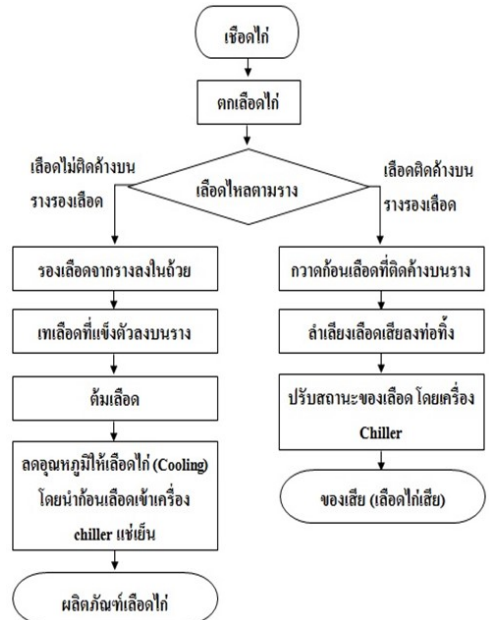 เชือดไก่
ตกเลือดไก่
เลือดไหลตามราง
เลือดไม่ติดค้างบน
รางรองเลือด
เลือดติดค้างบน
รางรองเลือด
รองเลือดจากรางลงในถ้วย
เทเลือดที่แข็งตัวลงบนราง
ต้มเลือด
ลดอุณหภูมิให้เลือดไก่ (Cooling)
โดยนำก้อนเลือดเข้าเครื่อง
chiller แช่เย็น
ผลิตภัณฑ์เลือดไก่
กวาดก้อนเลือดที่ติดค้างบนราง
ลำเลียงเลือดเสียลงท่อทิ้ง
ปรับสถานะของเลือด โดยเครื่อง
Chiller
ของเสีย (เลือดไก่เสีย)